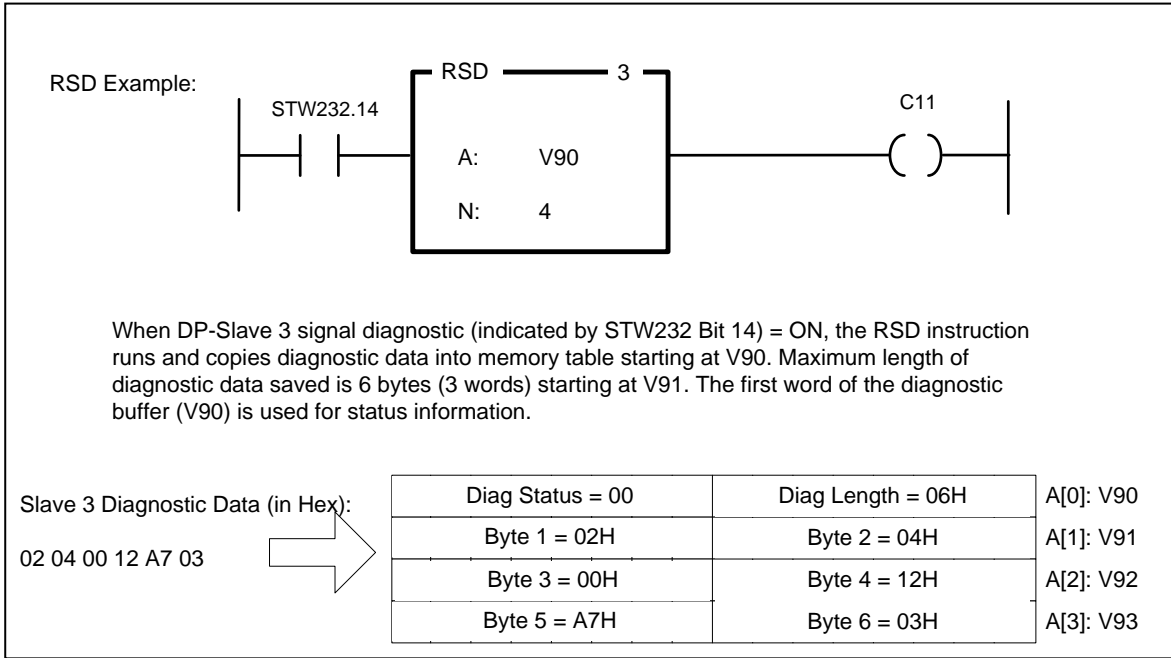 RSD Example:
RSD 3
STW232.14
C11
A: V90
N: 4
When DP-Slave 3 signal diagnostic (indicated by STW232 Bit 14) = ON, the RSD instruction
runs and copies diagnostic data into memory table starting at V90. Maximum length of
diagnostic data saved is 6 bytes (3 words) starting at V91. The first word of the diagnostic
buffer (V90) is used for status information.
Slave 3 Diagnostic Data (in Hex):
02 04 00 12 A7 03
Diag Status = 00 Diag Length = 06H A[0]: V90
Byte 1 = 02H Byte 2 = 04H A[1]: V91
Byte 3 = 00H Byte 4 = 12H A[2]: V92
Byte 5 = A7H Byte 6 = 03H A[3]: V93